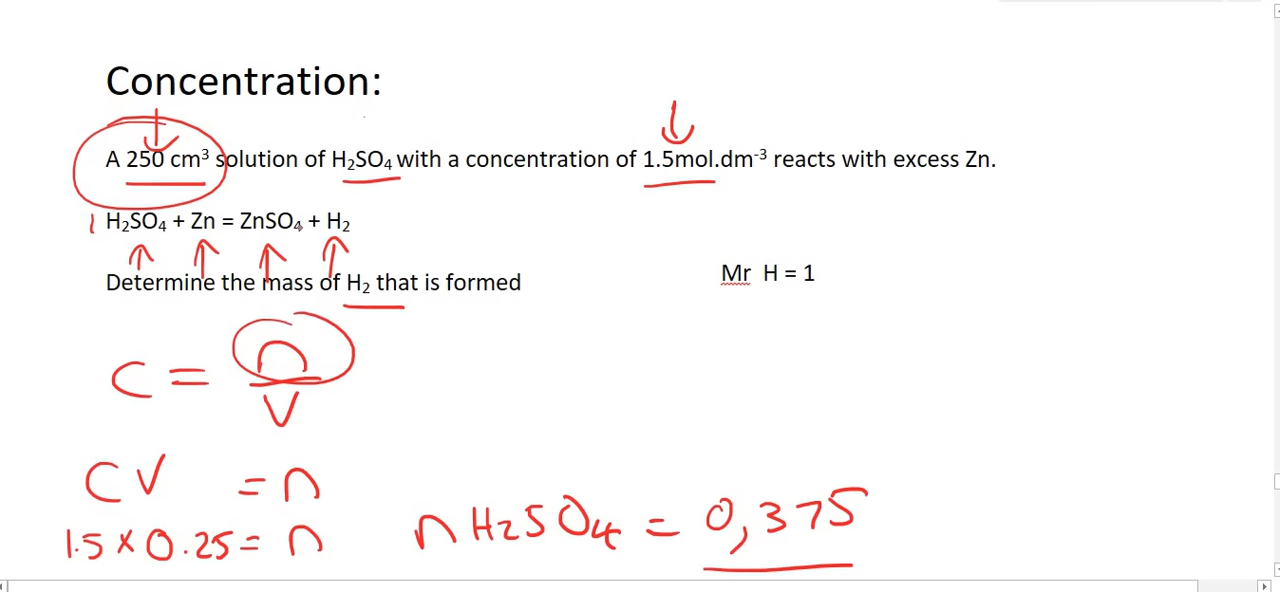 Concentration:
A 250 cm³ solution of H₂SO₄ with a concentration of 1.5mol.dm⁻³ reacts with excess Zn.
1 H₂SO₄ + Zn = ZnSO₄ + H₂
Determine the mass of H₂ that is formed
Mr H = 1
C = n/V
CV = n
1.5 × 0.25 = n
nH₂SO₄ = 0,375